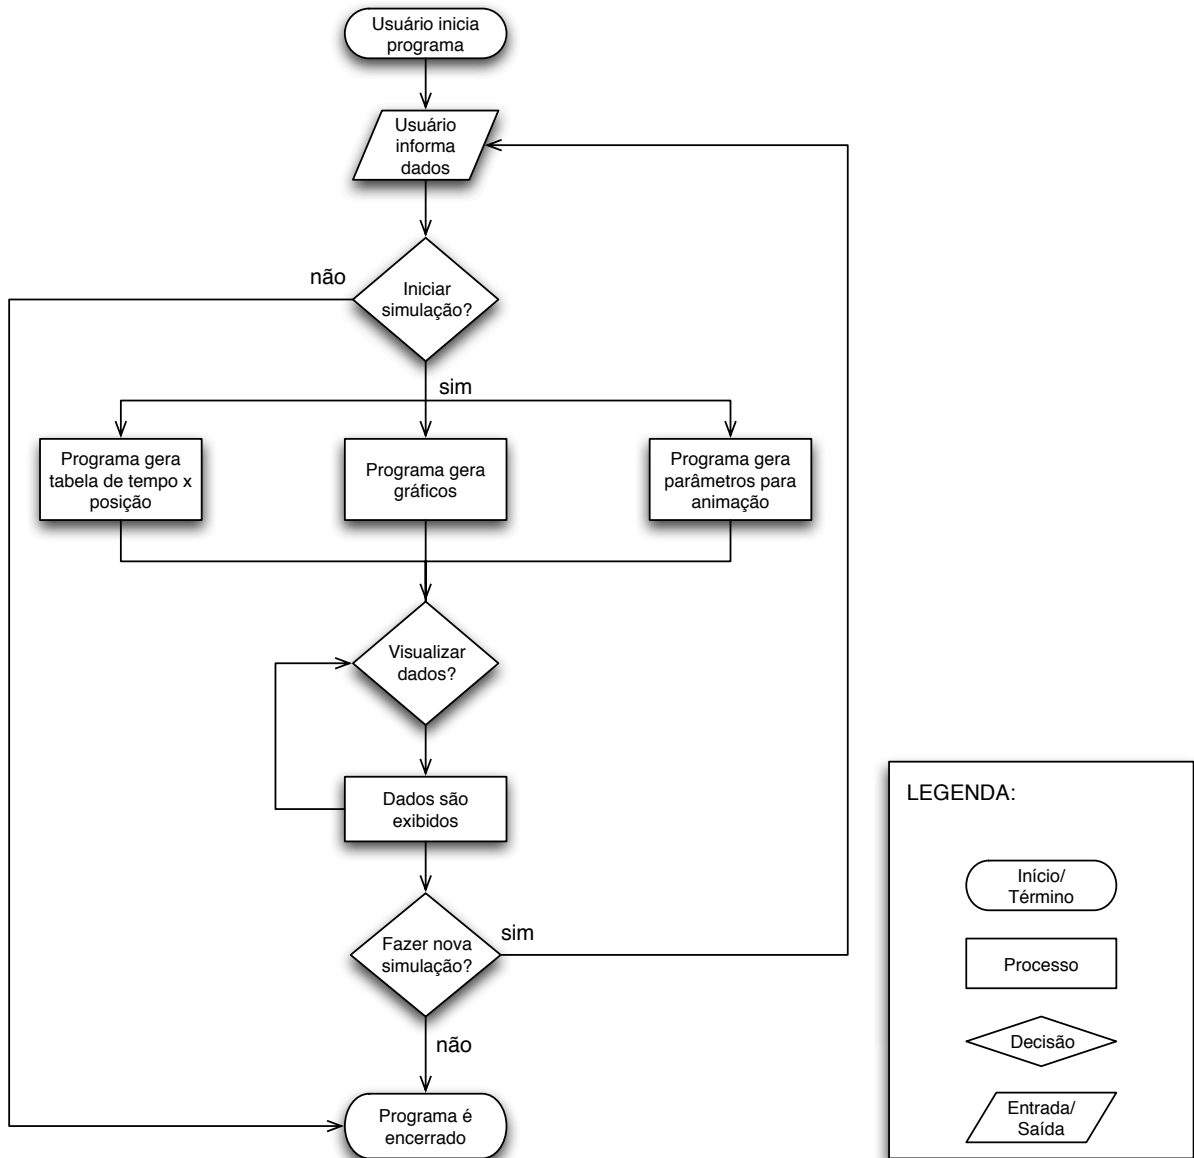 Usuário inicia
programa
Usuário
informa
dados
não
Iniciar
simulação?
sim
Programa gera
tabela de tempo x
posição
Programa gera
gráficos
Programa gera
parâmetros para
animação
Visualizar
dados?
Dados são
exibidos
Fazer nova
simulação?
sim
não
Programa é
encerrado
LEGENDA:
Início/
Término
Processo
Decisão
Entrada/
Saída